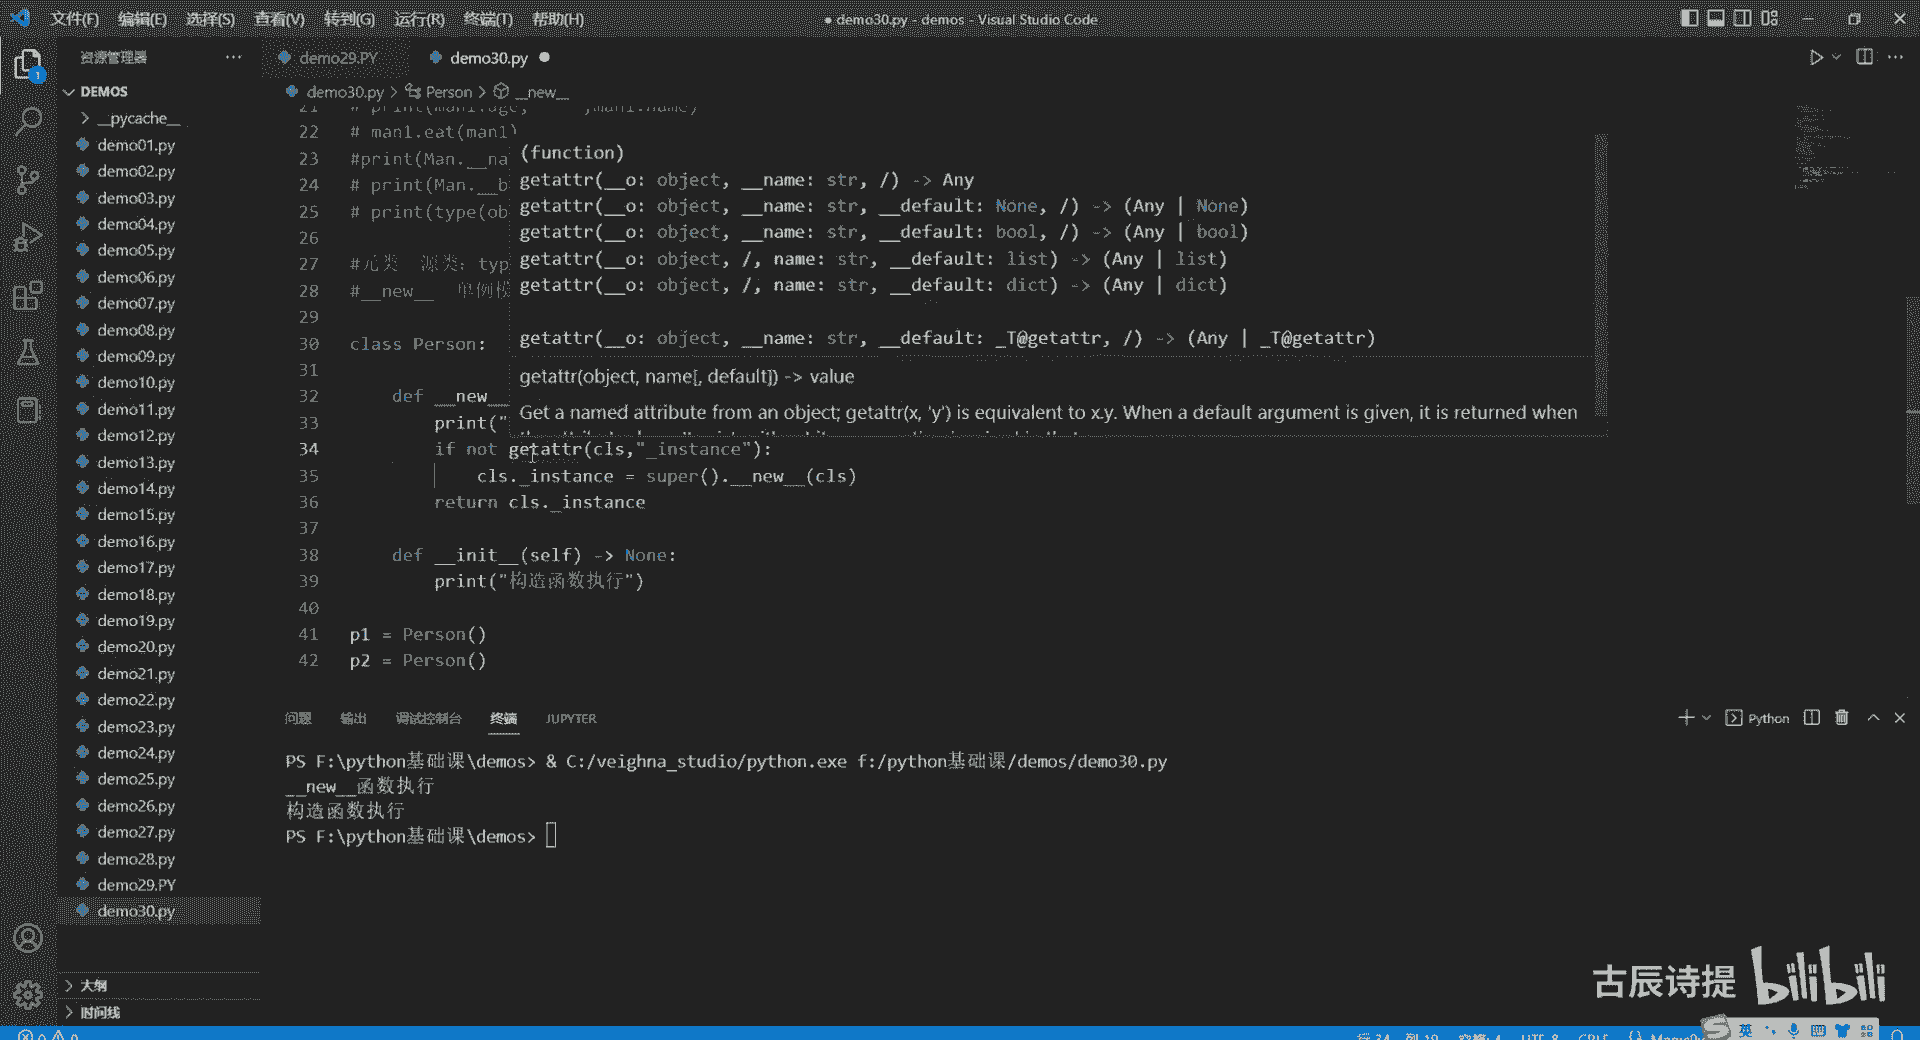 文件(F) 编辑(E) 选择(S) 查看(V) 转到(G) 运行(R) 终端(T) 帮助(H)
● demo30.py - demos - Visual Studio Code
资源管理器 ···
demo29.PY
demo30.py ●
DEMOS
demo30.py > Person > __new__
__pycache__
demo01.py
demo02.py
demo03.py
demo04.py
demo05.py
demo06.py
demo07.py
demo08.py
demo09.py
demo10.py
demo11.py
demo12.py
demo13.py
demo14.py
demo15.py
demo16.py
demo17.py
demo18.py
demo19.py
demo20.py
demo21.py
demo22.py
demo23.py
demo24.py
demo25.py
demo26.py
demo27.py
demo28.py
demo29.PY
demo30.py
大纲
时间线
22 # man1.eat(man1)
23 #print(Man.__na
24 # print(Man.__b
25 # print(type(ob
26
27 #元类 源类: typ
28 #__new__ 单例模
29
30 class Person:
31
32 def __new__
33 print("
34 if not getattr(cls,"_instance"):
35 cls._instance = super().__new__(cls)
36 return cls._instance
37
38 def __init__(self) -> None:
39 print("构造函数执行")
40
41 p1 = Person()
42 p2 = Person()
(function)
getattr(__o: object, __name: str, /) -> Any
getattr(__o: object, __name: str, __default: None, /) -> (Any | None)
getattr(__o: object, __name: str, __default: bool, /) -> (Any | bool)
getattr(__o: object, /, name: str, __default: list) -> (Any | list)
getattr(__o: object, /, name: str, __default: dict) -> (Any | dict)
getattr(__o: object, __name: str, __default: _T@getattr, /) -> (Any | _T@getattr)
getattr(object, name[, default]) -> value
Get a named attribute from an object; getattr(x, 'y') is equivalent to x.y. When a default argument is given, it is returned when
问题 输出 调试控制台 终端 JUPYTER
Python
PS F:\python基础课\demos> & C:/veighna_studio/python.exe f:/python基础课/demos/demo30.py
__new__函数执行
构造函数执行
PS F:\python基础课\demos>
古辰诗提 bilibili
英